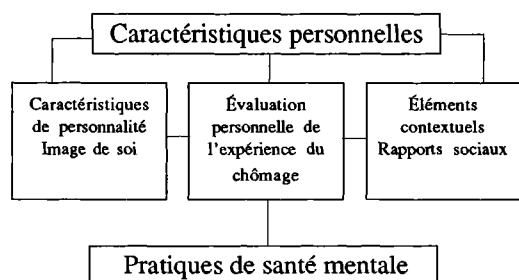 Caractéristiques personnelles
Caractéristiques
de personnalité
Image de soi
Évaluation
personnelle de
l'expérience du
chômage
Éléments
contextuels
Rapports sociaux
Pratiques de santé mentale